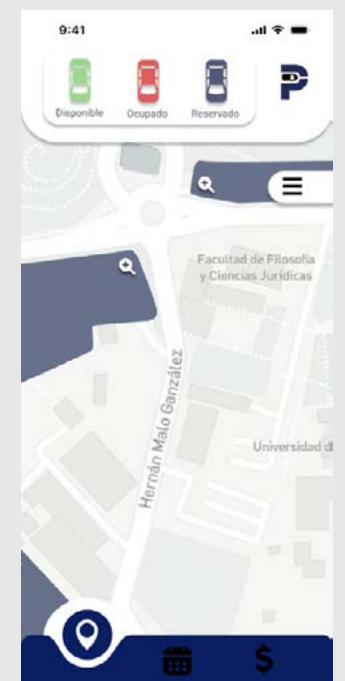 9:41
Disponible
Ocupado
Reservado
P
Facultad de Filosofía
y Ciencias Jurídicas
Hernán Malo González
Universidad d
$